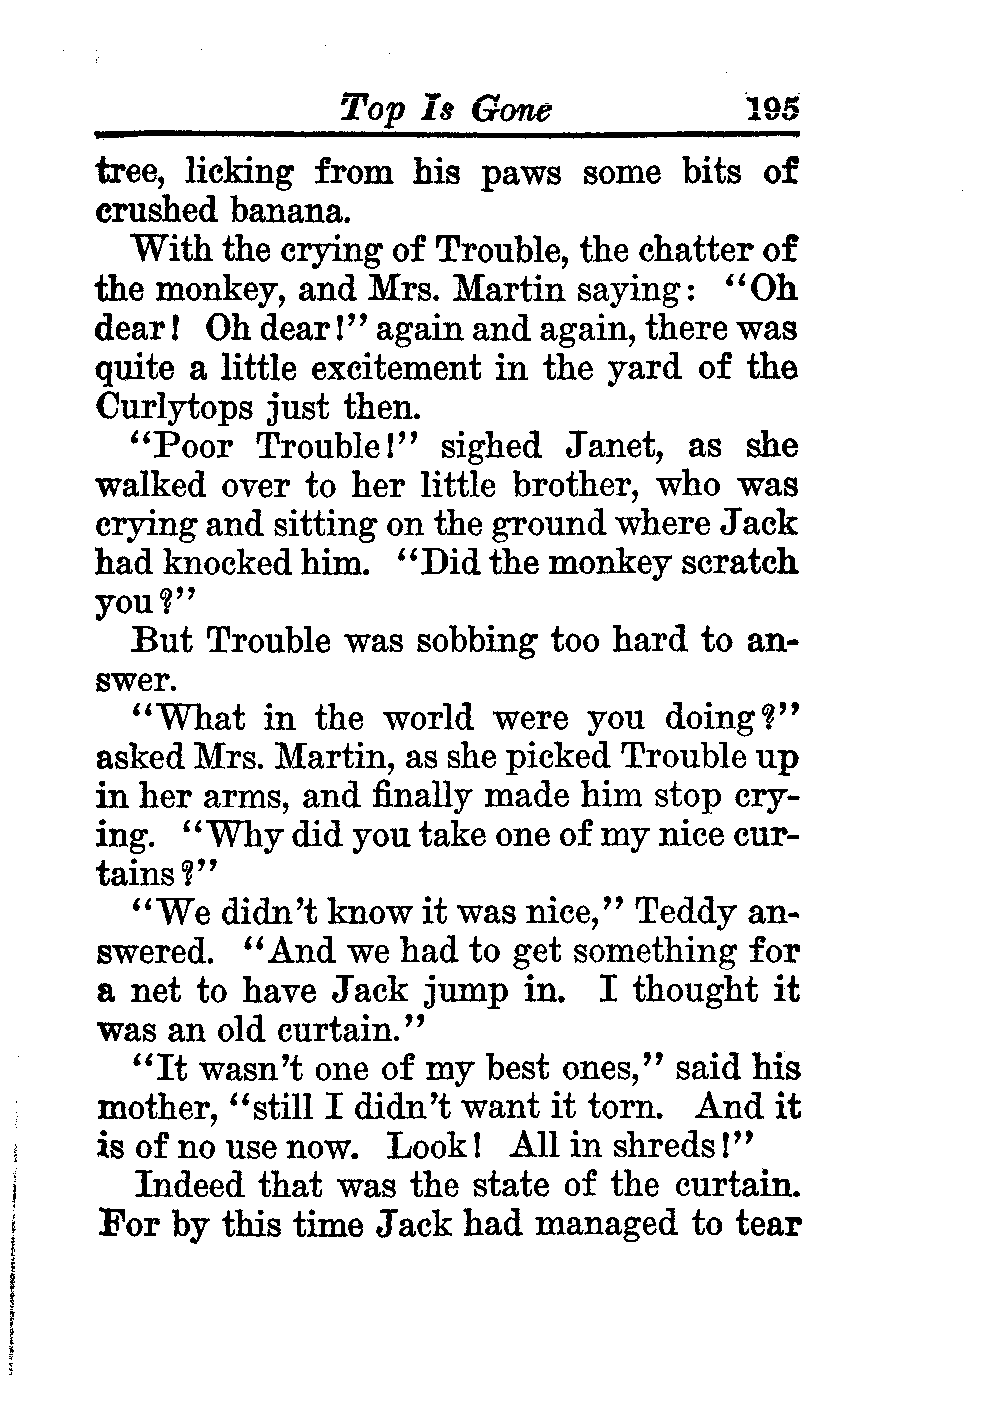 Top Is Gone 195
tree, licking from his paws some bits of
crushed banana.
With the crying of Trouble, the chatter of
the monkey, and Mrs. Martin saying: "Oh
dear! Oh dear!" again and again, there was
quite a little excitement in the yard of the
Curlytops just then.
"Poor Trouble!" sighed Janet, as she
walked over to her little brother, who was
crying and sitting on the ground where Jack
had knocked him. "Did the monkey scratch
you?"
But Trouble was sobbing too hard to an-
swer.
"What in the world were you doing?"
asked Mrs. Martin, as she picked Trouble up
in her arms, and finally made him stop cry-
ing. "Why did you take one of my nice cur-
tains?"
"We didn't know it was nice," Teddy an-
swered. "And we had to get something for
a net to have Jack jump in. I thought it
was an old curtain."
"It wasn't one of my best ones," said his
mother, "still I didn't want it torn. And it
is of no use now. Look! All in shreds!"
Indeed that was the state of the curtain.
For by this time Jack had managed to tear